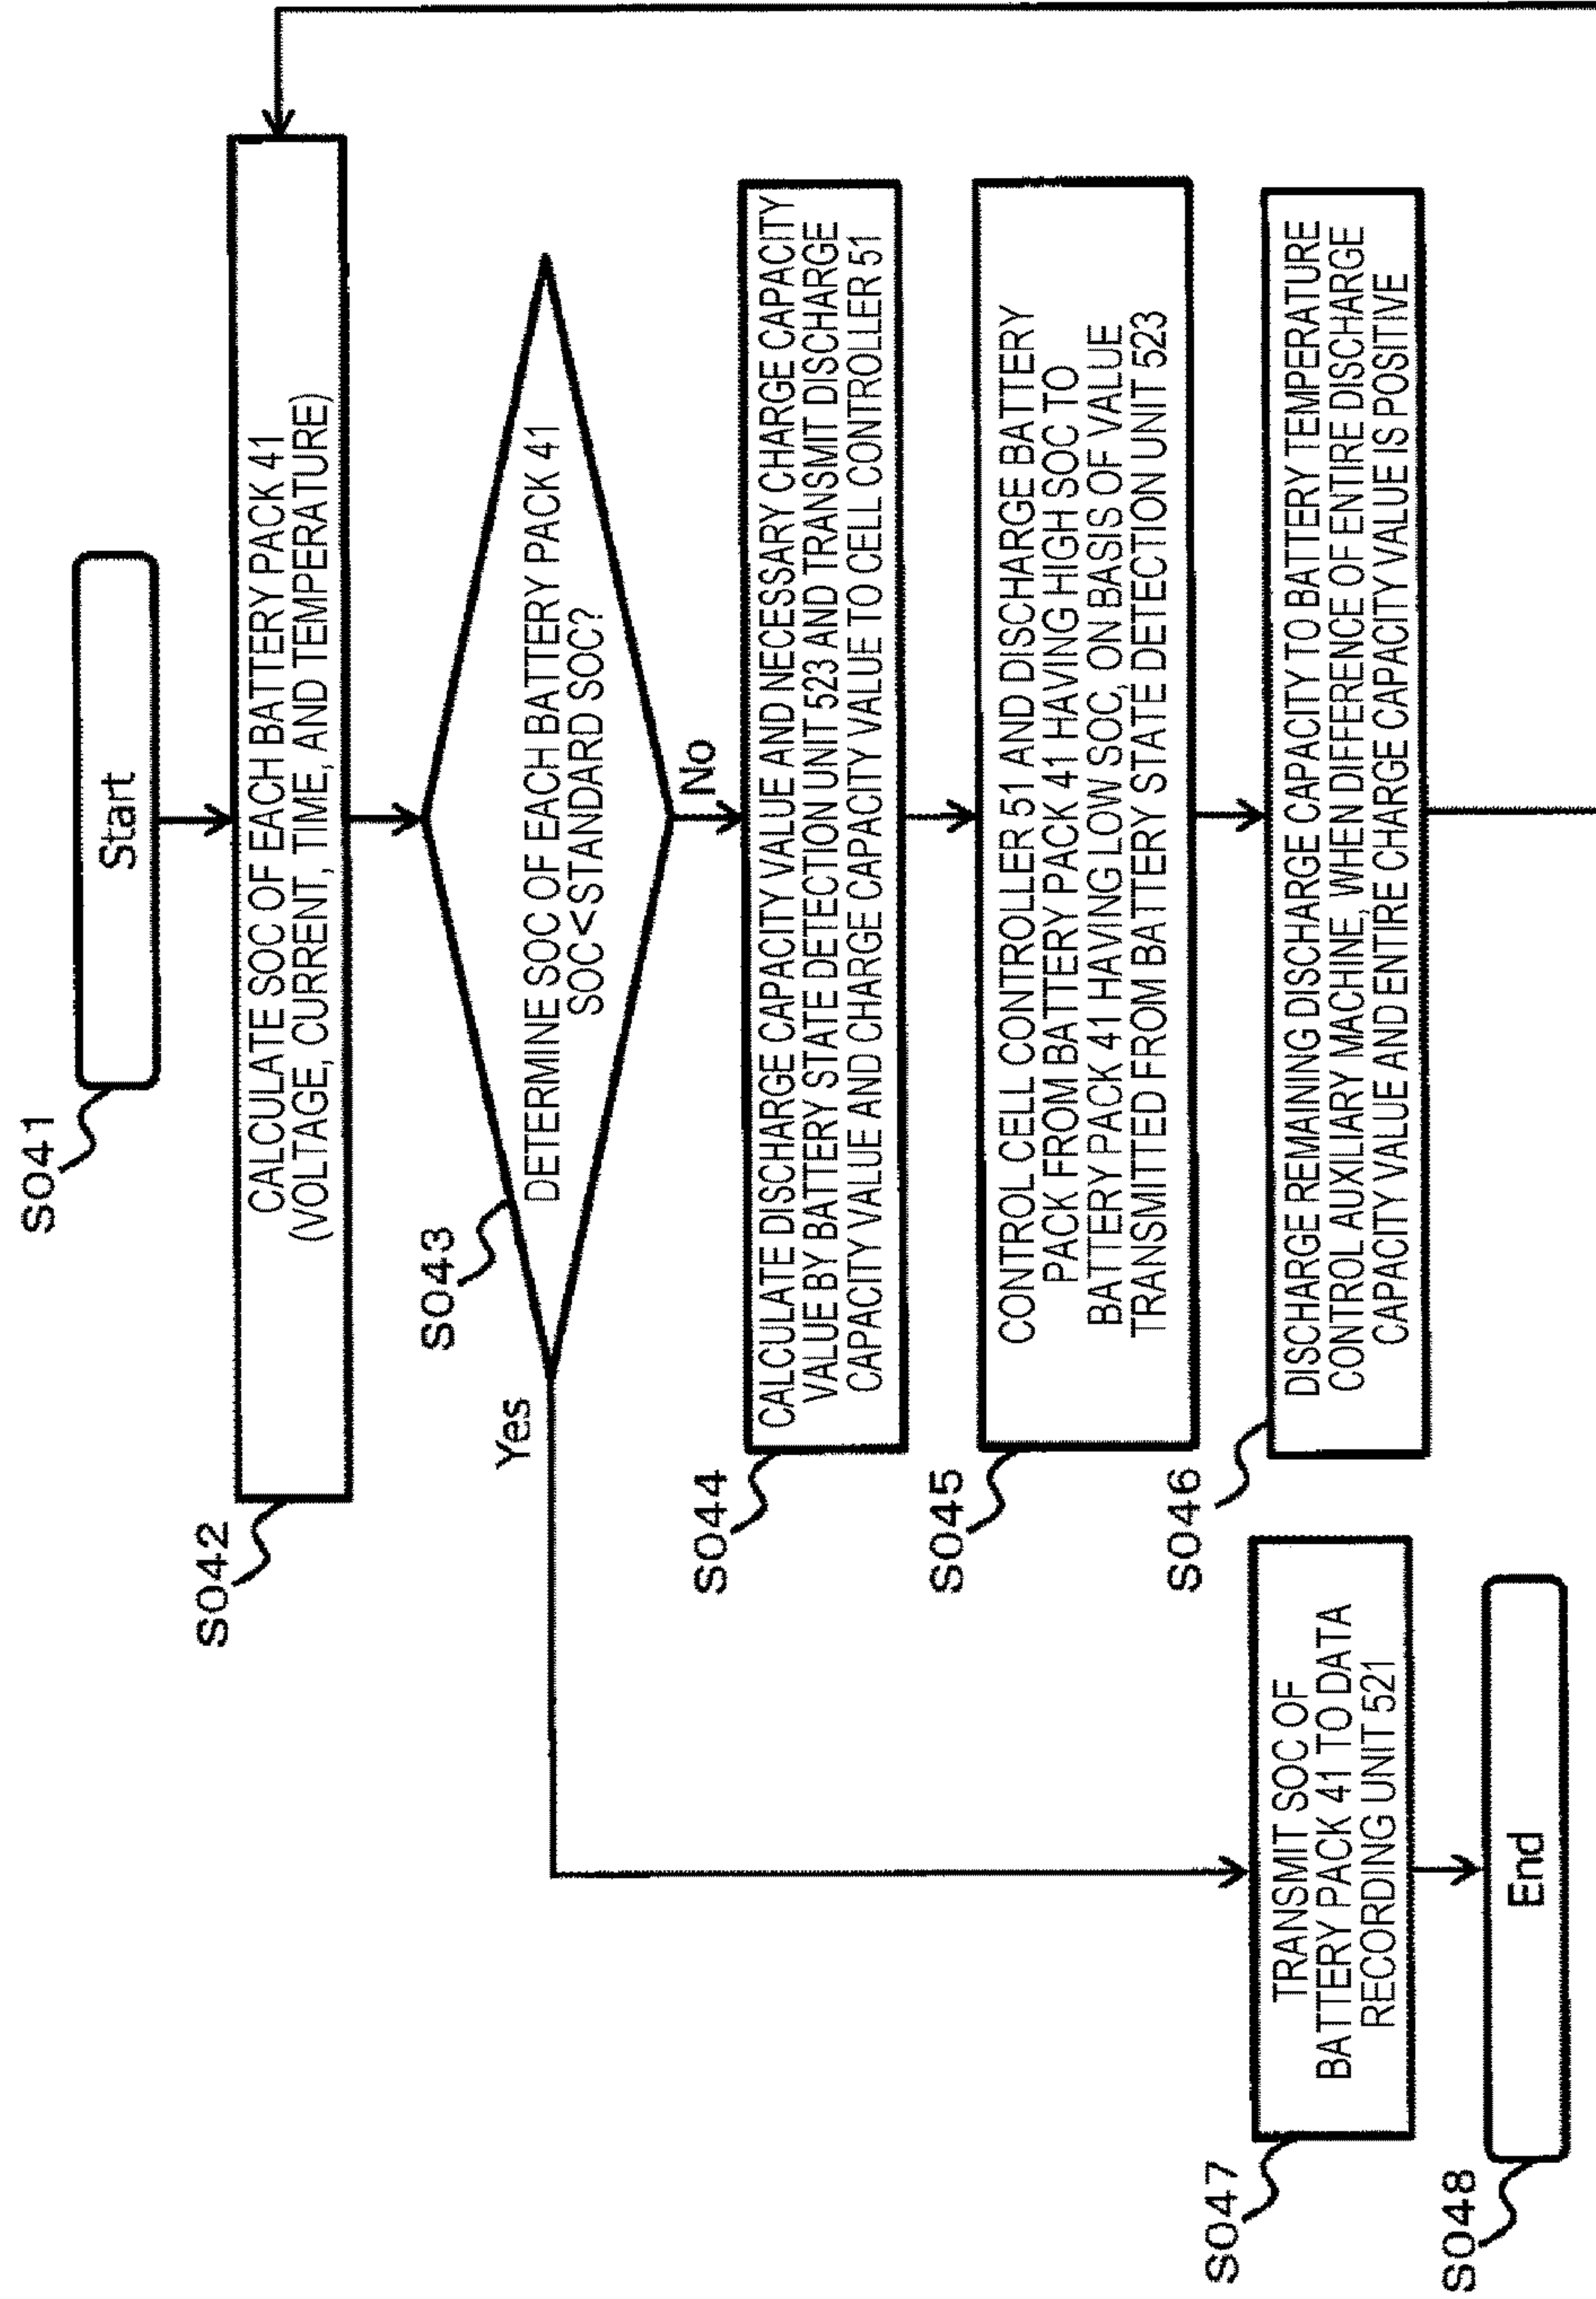 S041
Start
S042
CALCULATE SOC OF EACH BATTERY PACK 41
(VOLTAGE, CURRENT, TIME, AND TEMPERATURE)
S043
DETERMINE SOC OF EACH BATTERY PACK 41
SOC<STANDARD SOC?
Yes
No
S044
CALCULATE DISCHARGE CAPACITY VALUE AND NECESSARY CHARGE CAPACITY
VALUE BY BATTERY STATE DETECTION UNIT 523 AND TRANSMIT DISCHARGE
CAPACITY VALUE AND CHARGE CAPACITY VALUE TO CELL CONTROLLER 51
S045
CONTROL CELL CONTROLLER 51 AND DISCHARGE BATTERY
PACK FROM BATTERY PACK 41 HAVING HIGH SOC TO
BATTERY PACK 41 HAVING LOW SOC, ON BASIS OF VALUE
TRANSMITTED FROM BATTERY STATE DETECTION UNIT 523
S046
DISCHARGE REMAINING DISCHARGE CAPACITY TO BATTERY TEMPERATURE
CONTROL AUXILIARY MACHINE, WHEN DIFFERENCE OF ENTIRE DISCHARGE
CAPACITY VALUE AND ENTIRE CHARGE CAPACITY VALUE IS POSITIVE
S047
TRANSMIT SOC OF
BATTERY PACK 41 TO DATA
RECORDING UNIT 521
S048
End